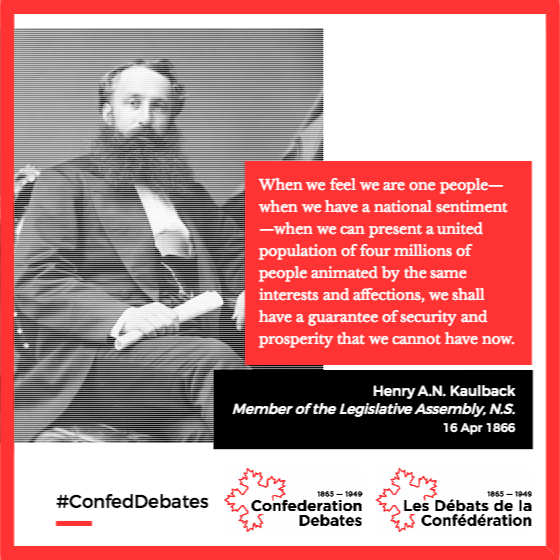 When we feel we are one people—
when we have a national sentiment
—when we can present a united
population of four millions of
people animated by the same
interests and affections, we shall
have a guarantee of security and
prosperity that we cannot have now.
Henry A.N. Kaulback
Member of the Legislative Assembly, N.S.
16 Apr 1866
#ConfedDebates
1865 — 1949
Confederation
Debates
1865 — 1949
Les Débats de la
Confédération